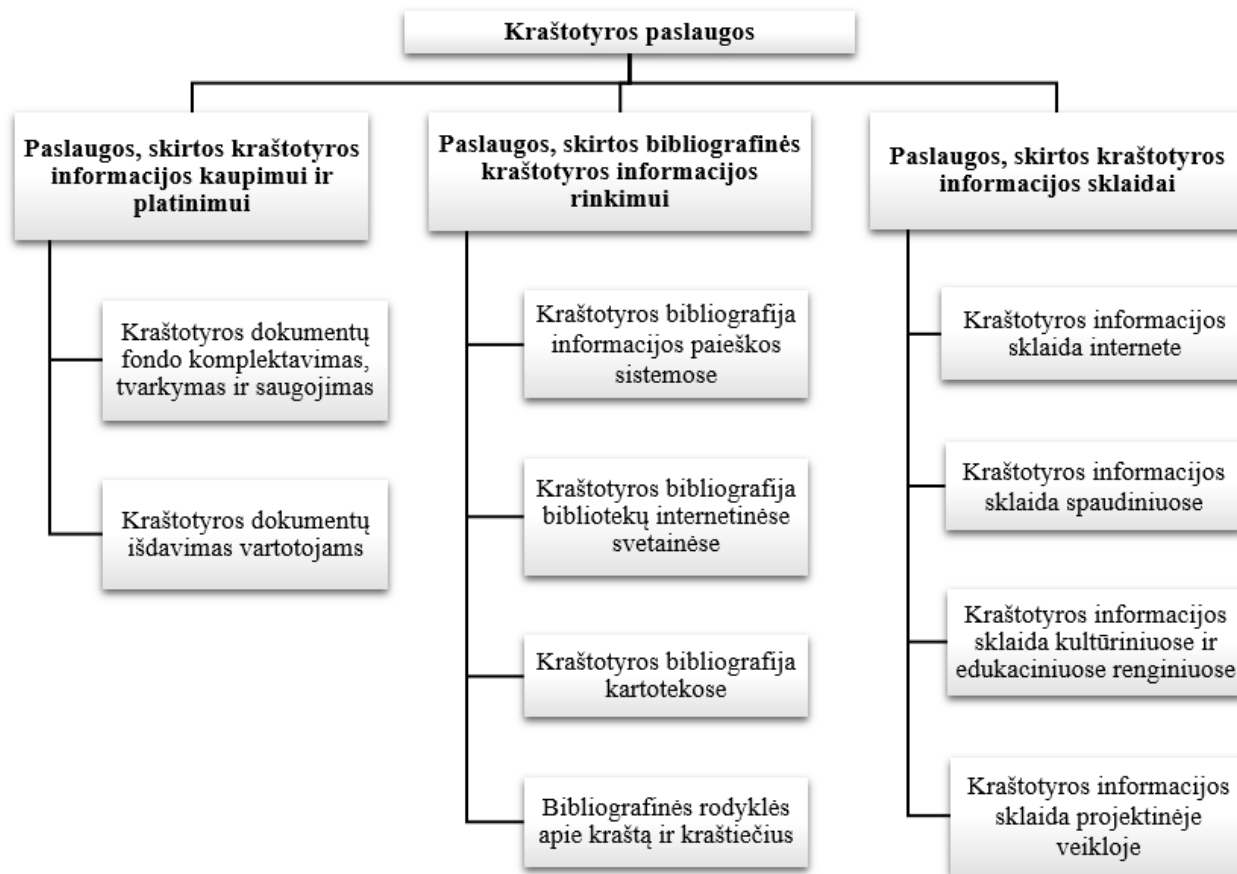 Kraštotyros paslaugos
Paslaugos, skirtos kraštotyros
informacijos kaupimui ir
platinimui
Kraštotyros dokumentų
fondo komplektavimas,
tvarkymas ir saugojimas
Kraštotyros dokumentų
išdavimas vartotojams
Paslaugos, skirtos bibliografinės
kraštotyros informacijos
rinkimui
Kraštotyros bibliografija
informacijos paieškos
sistemose
Kraštotyros bibliografija
bibliotekų internetinėse
svetainėse
Kraštotyros bibliografija
kartotekose
Bibliografinės rodyklės
apie kraštą ir kraštiečius
Paslaugos, skirtos kraštotyros
informacijos sklaidai
Kraštotyros informacijos
sklaida internete
Kraštotyros informacijos
sklaida spaudiniuose
Kraštotyros informacijos
sklaida kultūriniuose ir
edukaciniuose renginiuose
Kraštotyros informacijos
sklaida projektinėje
veikloje